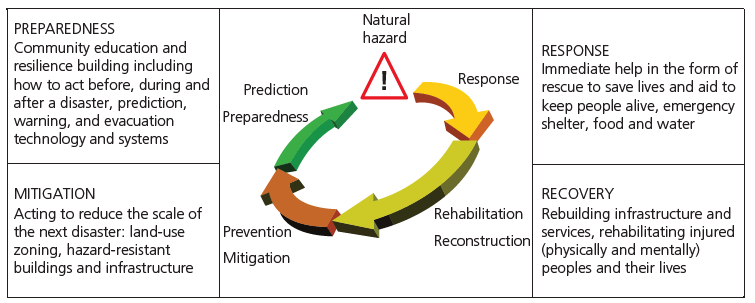 PREPAREDNESS
Community education and
resilience building including
how to act before, during and
after a disaster, prediction,
warning, and evacuation
technology and systems
MITIGATION
Acting to reduce the scale of
the next disaster: land-use
zoning, hazard-resistant
buildings and infrastructure
Natural
hazard
!
Response
Prediction
Preparedness
Rehabilitation
Reconstruction
Prevention
Mitigation
RESPONSE
Immediate help in the form of
rescue to save lives and aid to
keep people alive, emergency
shelter, food and water
RECOVERY
Rebuilding infrastructure and
services, rehabilitating injured
(physically and mentally)
peoples and their lives